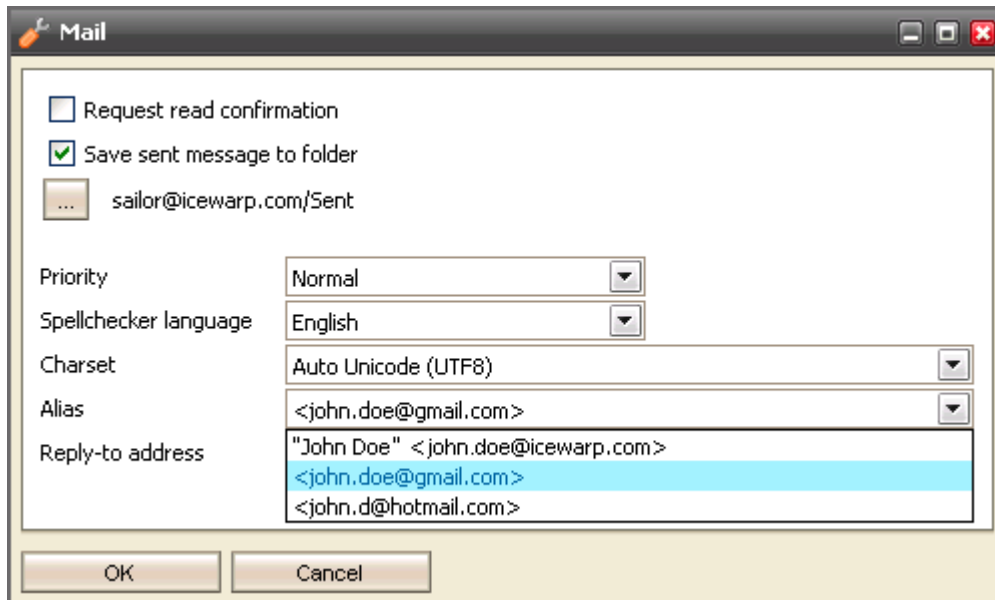 Mail
Request read confirmation
Save sent message to folder
... sailor@icewarp.com/Sent
Priority Normal
Spellchecker language English
Charset Auto Unicode (UTF8)
Alias <john.doe@gmail.com>
Reply-to address "John Doe" <john.doe@icewarp.com>
<john.doe@gmail.com>
<john.d@hotmail.com>
OK Cancel